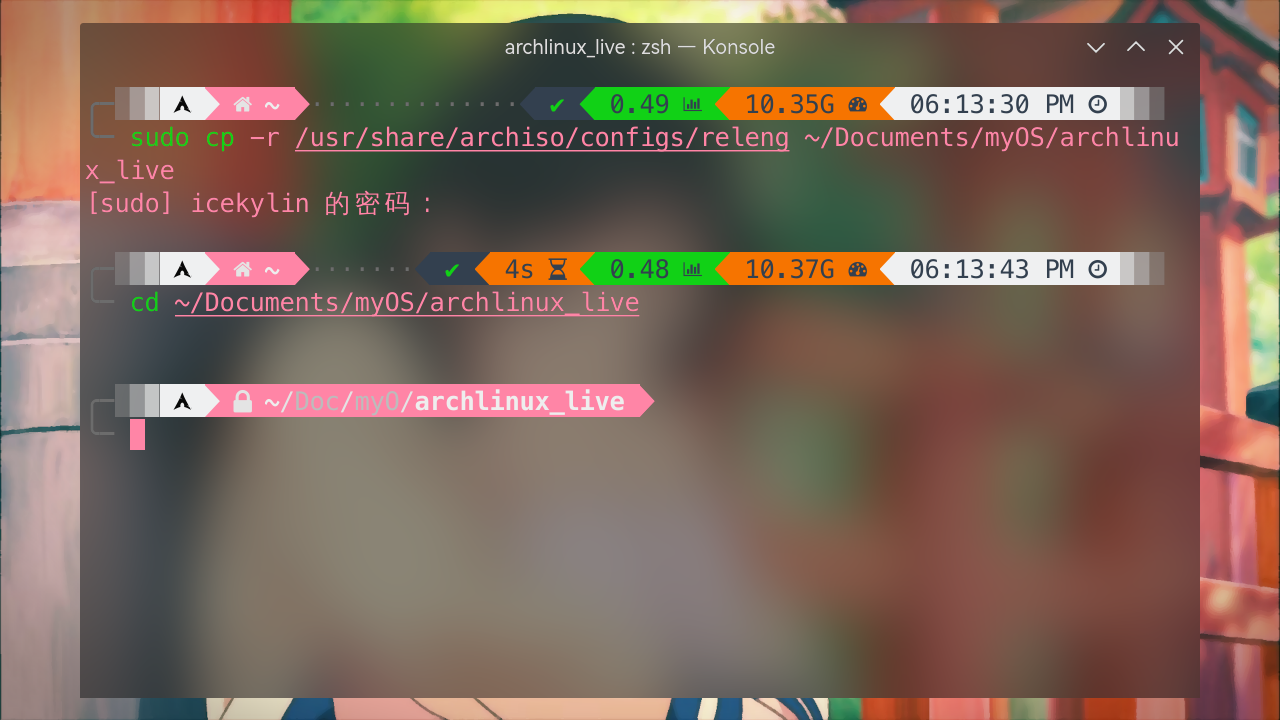 archlinux_live : zsh — Konsole
~ ✔ 0.49 10.35G 06:13:30 PM
sudo cp -r /usr/share/archiso/configs/releng ~/Documents/myOS/archlinu
x_live
[sudo] icekylin 的密码：
~ ✔ 4s 0.48 10.37G 06:13:43 PM
cd ~/Documents/myOS/archlinux_live
~/Doc/myO/archlinux_live